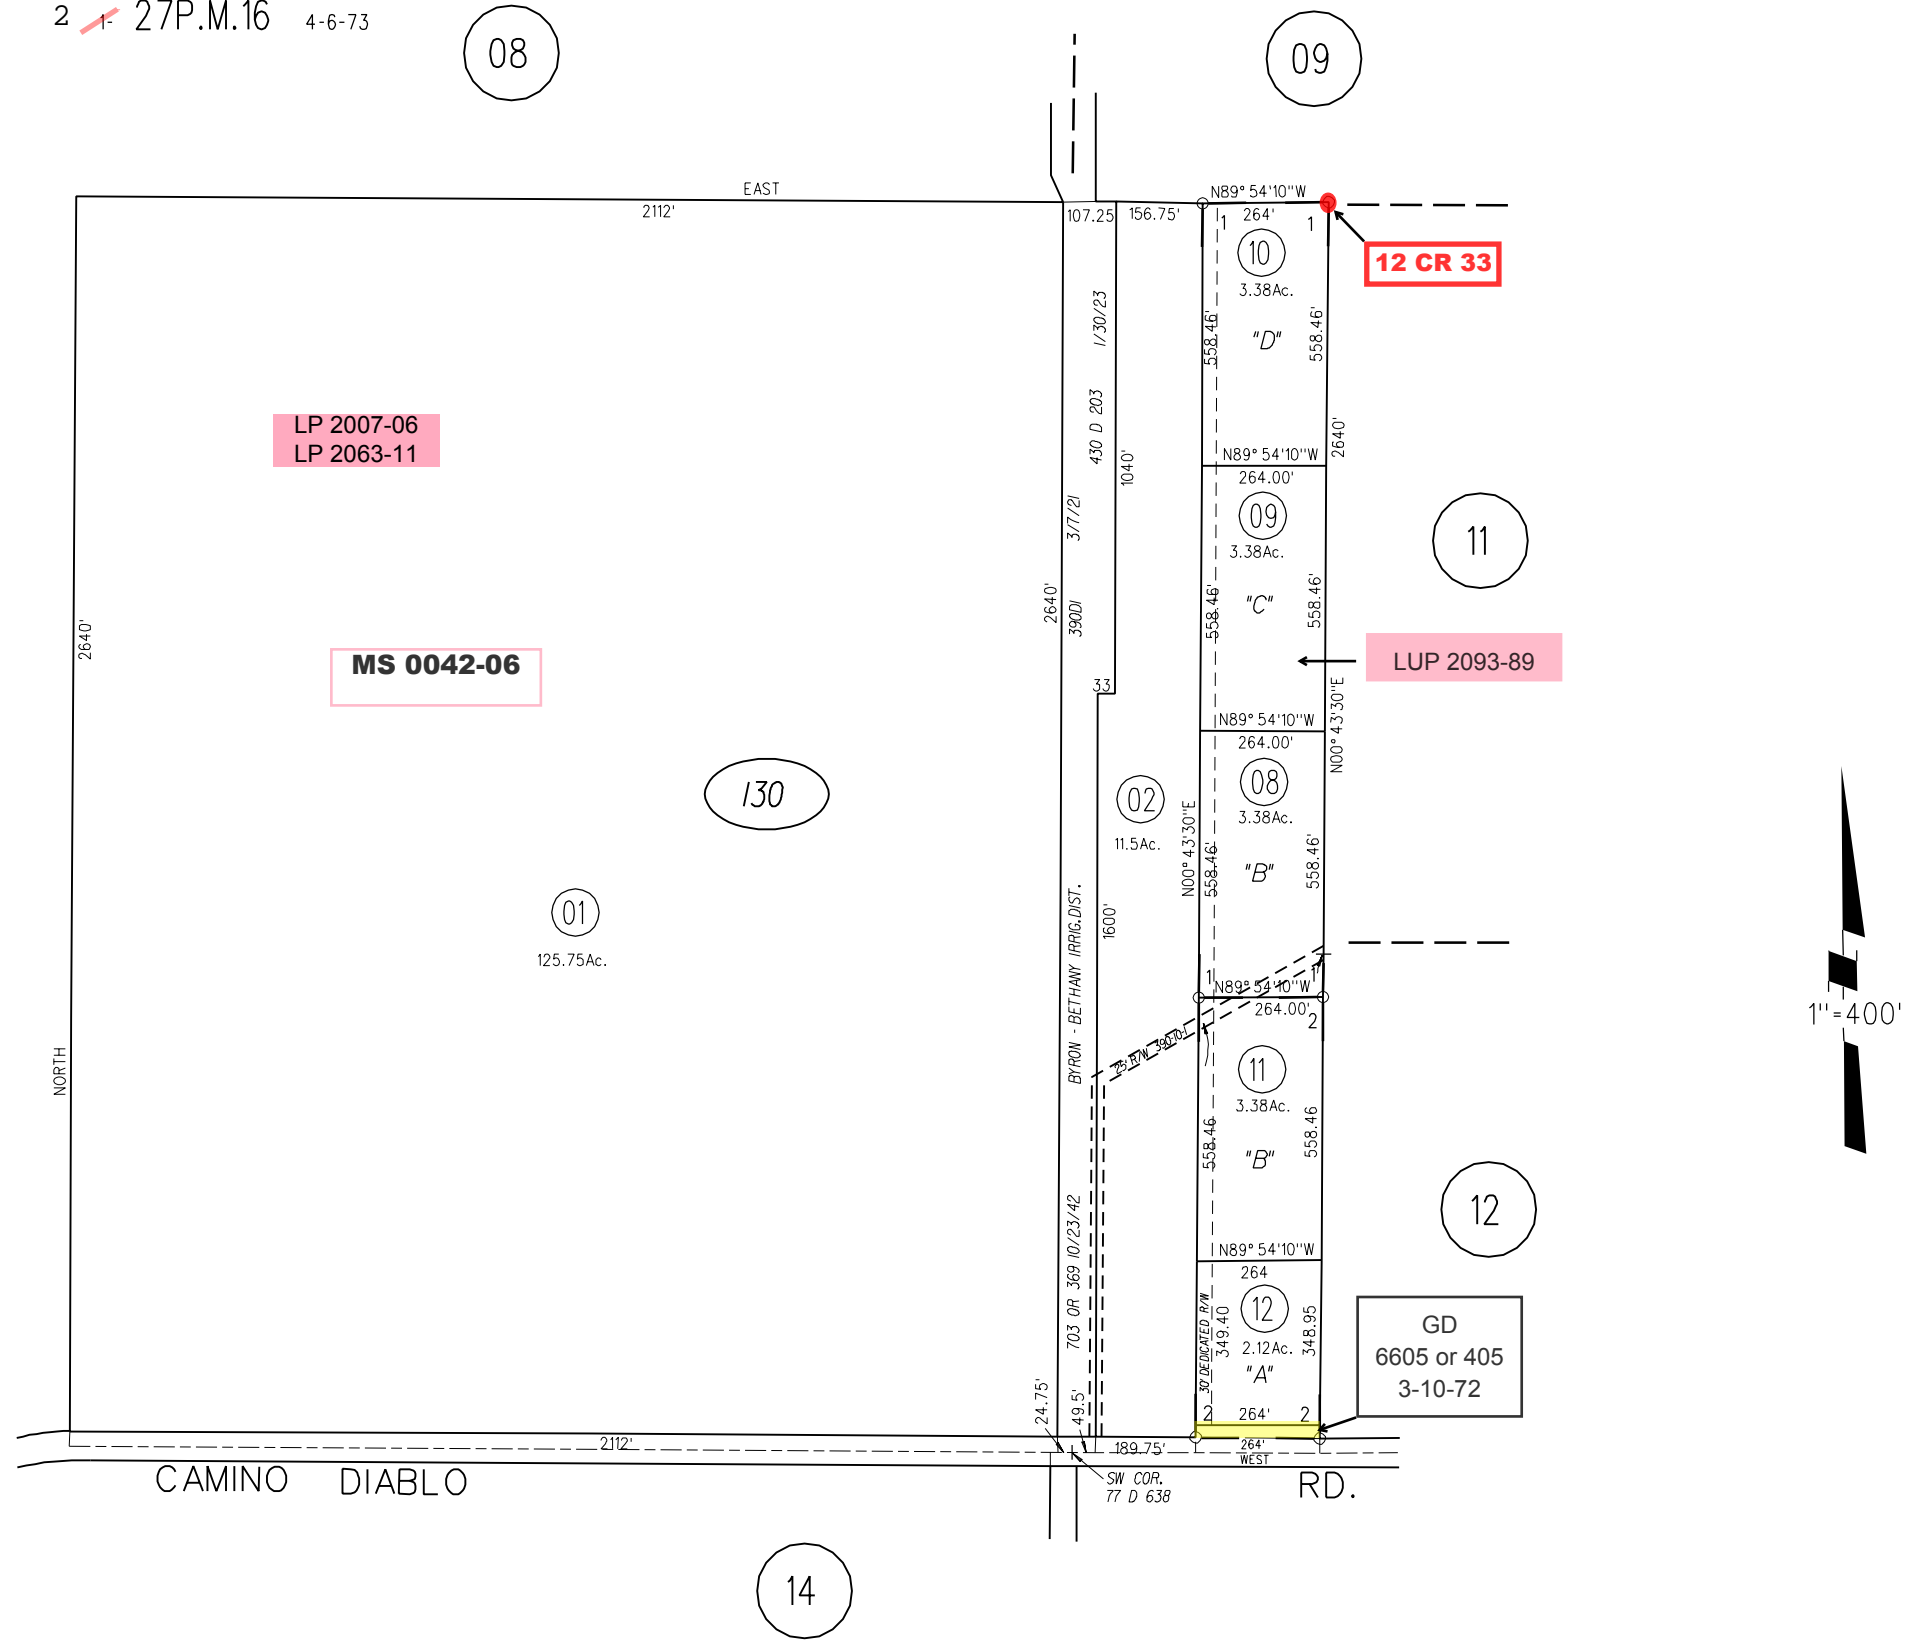 2 1- 27P.M.16 4-6-73
08
09
EAST
2112'
107.25
156.75'
N89° 54'10"W
264'
1
1
12 CR 33
10
3.38Ac.
"D"
558.46'
558.46'
1/30/23
430 D 203
1040'
2640'
LP 2007-06
LP 2063-11
N89° 54'10"W
264.00'
09
3.38Ac.
"C"
558.46'
558.46'
11
3/7/21
390D1
2640'
2640'
MS 0042-06
LUP 2093-89
33
N00° 43'30"E
N89° 54'10"W
264.00'
130
02
11.5Ac.
08
3.38Ac.
"B"
N00° 43'30"E
558.46'
558.46'
01
125.75Ac.
BYRON - BETHANY IRRIG.DIST.
1600'
1
1
N89° 54'10"W
264.00'
2
1"=400'
25' R/W 390-10-1
NORTH
11
3.38Ac.
"B"
558.46
558.46
12
703 OR 369 10/23/42
N89° 54'10"W
264
12
2.12Ac.
"A"
30' DEDICATED R/W
349.40
348.95
GD
6605 or 405
3-10-72
24.75'
49.5'
2
264'
2
2112'
189.75'
264'
WEST
CAMINO DIABLO RD.
SW COR.
77 D 638
14